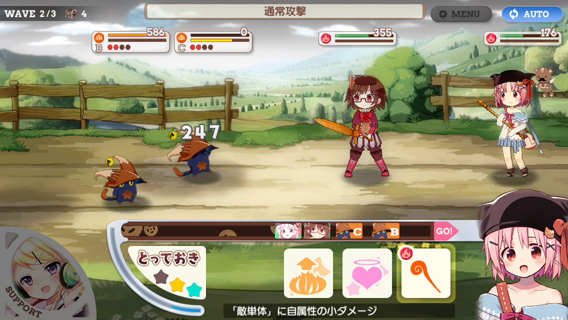 WAVE 2/3 4
通常攻撃
MENU
AUTO
586
B
0
C
355
176
247
C B GO!
とっておき
SUPPORT
「敵単体」に自属性の小ダメージ